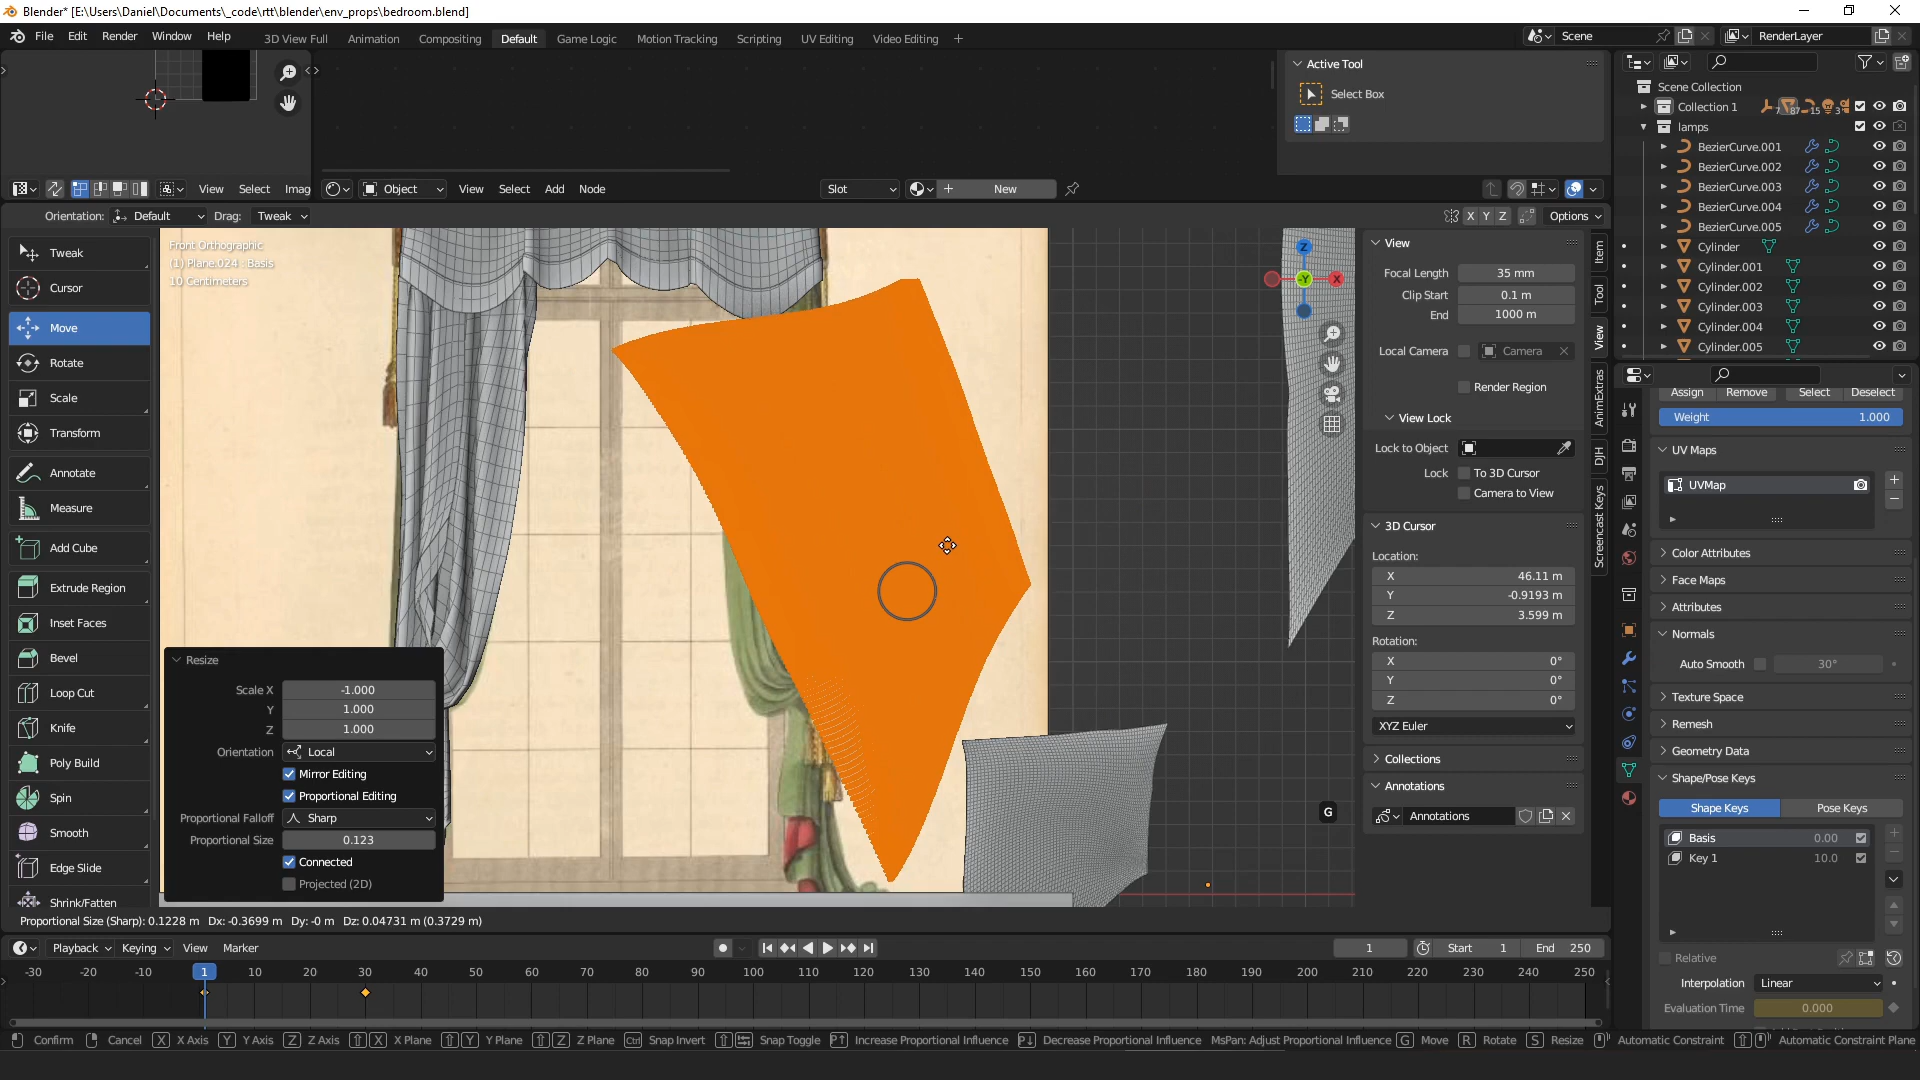 Blender* [E:\Users\Daniel\Documents\_code\rtt\blender\env_props\bedroom.blend]
File Edit Render Window Help 3D View Full Animation Compositing Default Game Logic Motion Tracking Scripting UV Editing Video Editing + Scene RenderLayer
Active Tool
Select Box
View Select Imag Object View Select Add Node Slot New
Orientation: Default Drag: Tweak X Y Z Options
Tweak
Cursor
Move
Rotate
Scale
Transform
Annotate
Measure
Add Cube
Extrude Region
Inset Faces
Bevel
Loop Cut
Knife
Poly Build
Spin
Smooth
Edge Slide
Shrink/Fatten
Front Orthographic
(1) Plane.024 : Basis
10 Centimeters
Z
Y
X
Resize
Scale X -1.000
Y 1.000
Z 1.000
Orientation Local
Mirror Editing
Proportional Editing
Proportional Falloff Sharp
Proportional Size 0.123
Connected
Projected (2D)
G
View
Focal Length 35 mm
Clip Start 0.1 m
End 1000 m
Local Camera Camera
Render Region
View Lock
Lock to Object
Lock To 3D Cursor
Camera to View
3D Cursor
Location:
X 46.11 m
Y -0.9193 m
Z 3.599 m
Rotation:
X 0°
Y 0°
Z 0°
XYZ Euler
Collections
Annotations
Annotations
Item
Tool
View
AnimExtras
DJH
Screencast Keys
Scene Collection
Collection 1 7 87 15 3
lamps
BezierCurve.001
BezierCurve.002
BezierCurve.003
BezierCurve.004
BezierCurve.005
Cylinder
Cylinder.001
Cylinder.002
Cylinder.003
Cylinder.004
Cylinder.005
Assign Remove Select Deselect
Weight 1.000
UV Maps
UVMap
Color Attributes
Face Maps
Attributes
Normals
Auto Smooth 30°
Texture Space
Remesh
Geometry Data
Shape/Pose Keys
Shape Keys Pose Keys
Basis 0.00
Key 1 10.0
Relative
Interpolation Linear
Evaluation Time 0.000
Proportional Size (Sharp): 0.1228 m Dx: -0.3699 m Dy: -0 m Dz: 0.04731 m (0.3729 m)
Playback Keying View Marker 1 Start 1 End 250
-30 -20 -10 1 10 20 30 40 50 60 70 80 90 100 110 120 130 140 150 160 170 180 190 200 210 220 230 240 250
Confirm Cancel X X Axis Y Y Axis Z Z Axis X X Plane Y Y Plane Z Z Plane Ctrl Snap Invert Snap Toggle Increase Proportional Influence Decrease Proportional Influence MsPan: Adjust Proportional Influence G Move R Rotate S Resize Automatic Constraint Automatic Constraint Plane